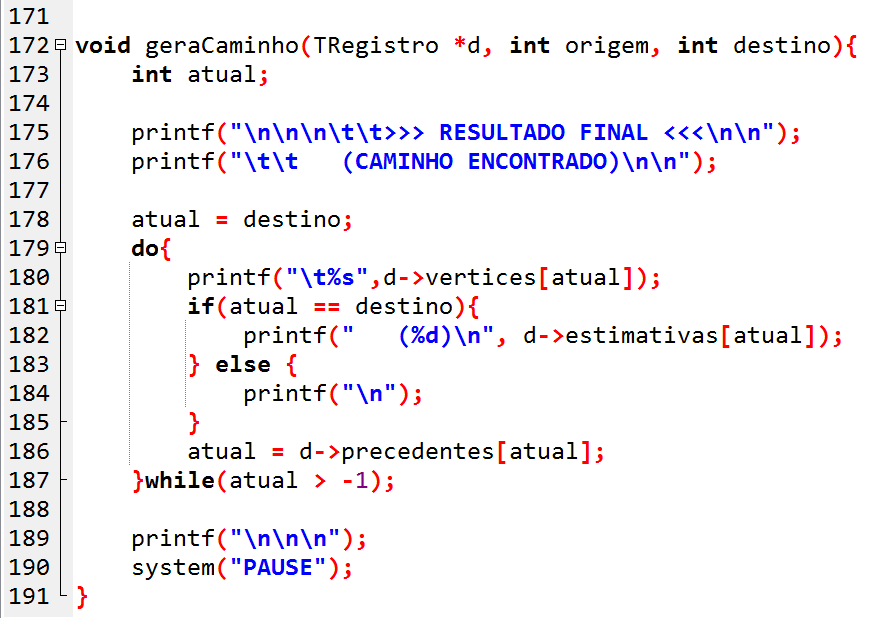 171
172 void geraCaminho(TRegistro *d, int origem, int destino){
173     int atual;
174
175     printf("\n\n\n\t\t>>> RESULTADO FINAL <<<\n\n");
176     printf("\t\t   (CAMINHO ENCONTRADO)\n\n");
177
178     atual = destino;
179     do{
180         printf("\t%s",d->vertices[atual]);
181         if(atual == destino){
182             printf("   (%d)\n", d->estimativas[atual]);
183         } else {
184             printf("\n");
185         }
186         atual = d->precedentes[atual];
187     }while(atual > -1);
188
189     printf("\n\n\n");
190     system("PAUSE");
191 }